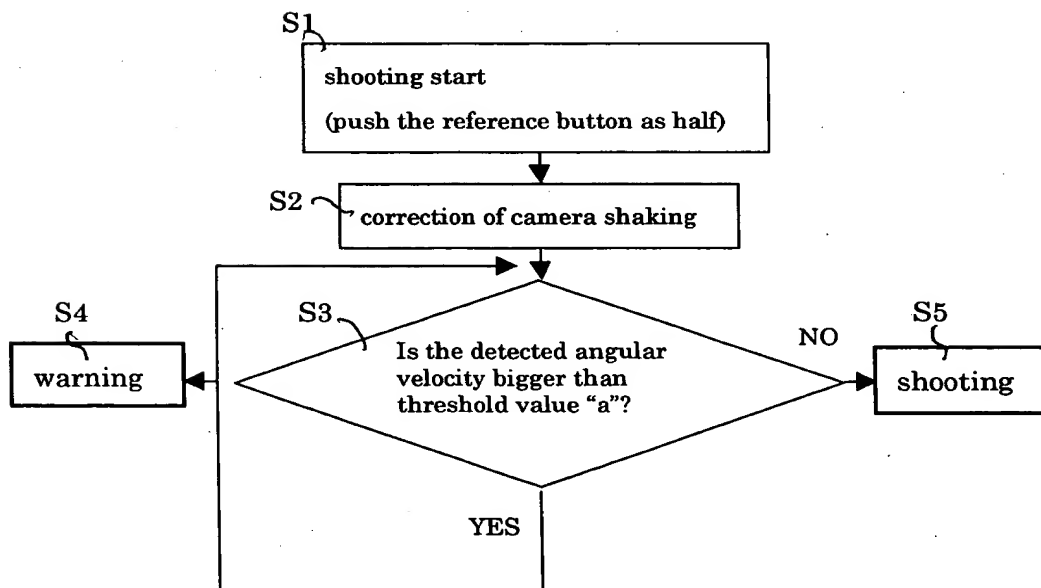 S1
shooting start
(push the reference button as half)
S2
correction of camera shaking
S3
Is the detected angular
velocity bigger than
threshold value “a”?
S4
warning
NO
S5
shooting
YES